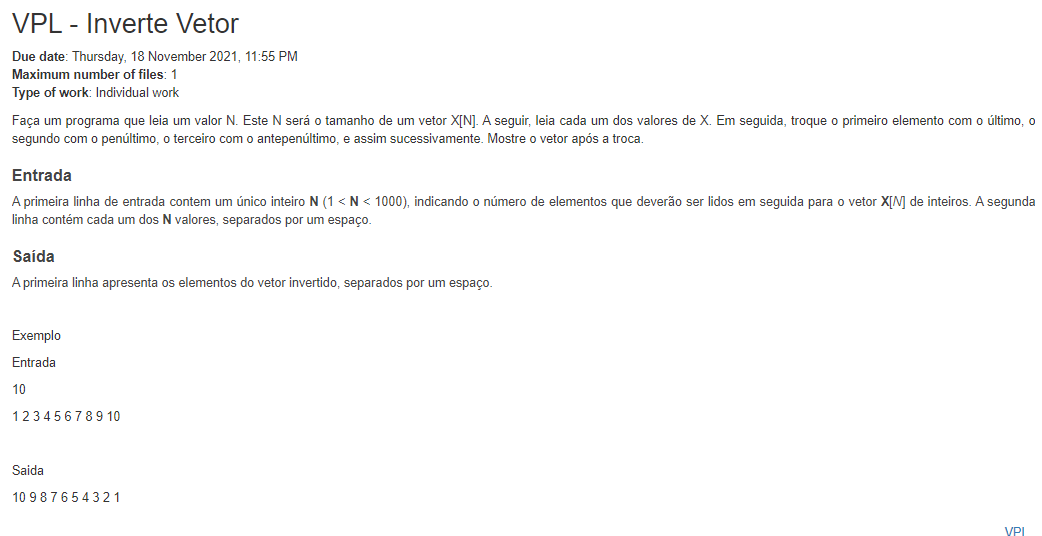 VPL - Inverte Vetor
Due date: Thursday, 18 November 2021, 11:55 PM
Maximum number of files: 1
Type of work: Individual work
Faça um programa que leia um valor N. Este N será o tamanho de um vetor X[N]. A seguir, leia cada um dos valores de X. Em seguida, troque o primeiro elemento com o último, o
segundo com o penúltimo, o terceiro com o antepenúltimo, e assim sucessivamente. Mostre o vetor após a troca.
Entrada
A primeira linha de entrada contem um único inteiro N (1 < N < 1000), indicando o número de elementos que deverão ser lidos em seguida para o vetor X[N] de inteiros. A segunda
linha contém cada um dos N valores, separados por um espaço.
Saída
A primeira linha apresenta os elementos do vetor invertido, separados por um espaço.
Exemplo
Entrada
10
1 2 3 4 5 6 7 8 9 10
Saida
10 9 8 7 6 5 4 3 2 1
VPI